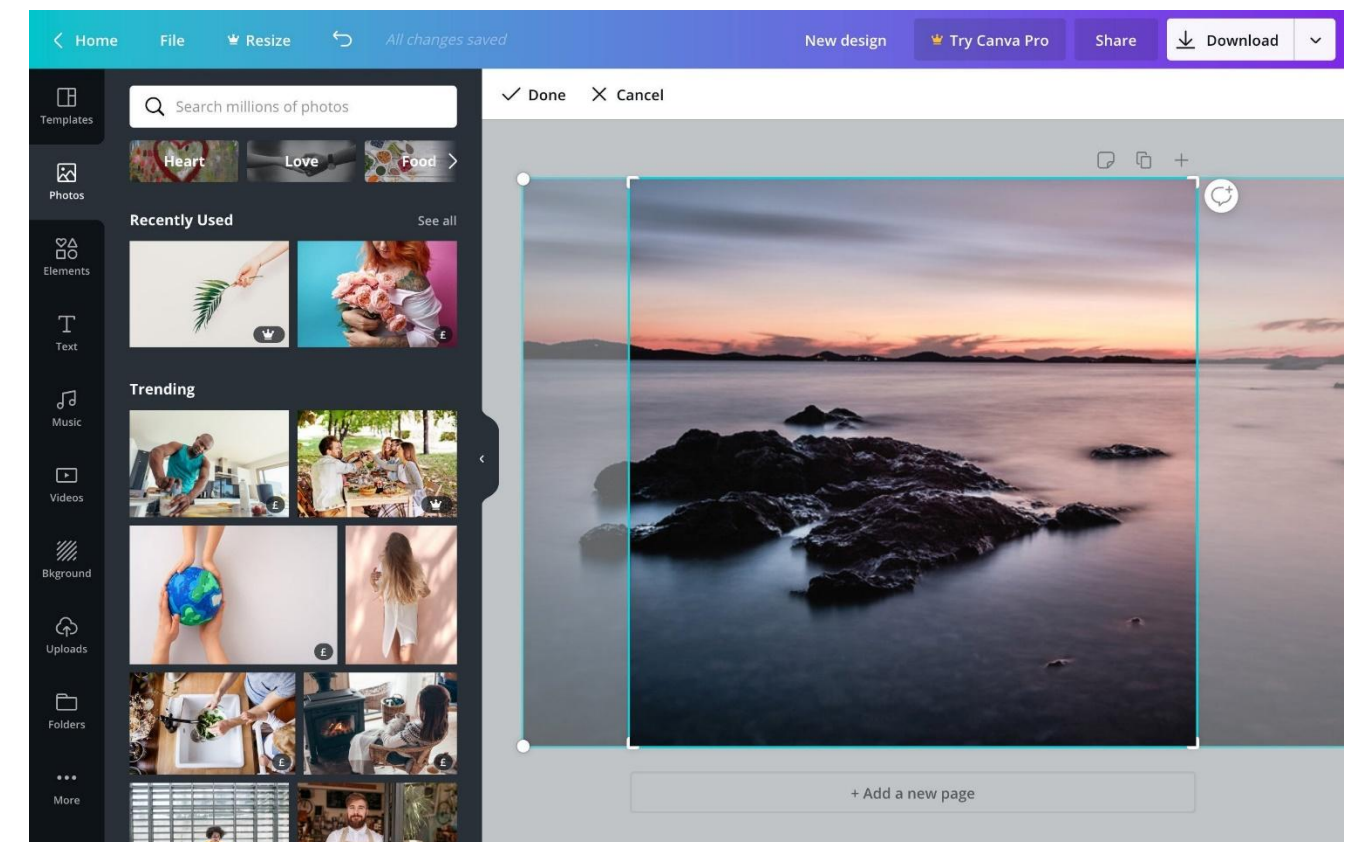 Home File Resize All changes saved New design Try Canva Pro Share Download
Templates
Photos
Elements
Text
Music
Videos
Bkground
Uploads
Folders
More
Search millions of photos
Heart Love Food
Recently Used See all
£
Trending
£
£
£ £
Done Cancel
+ Add a new page